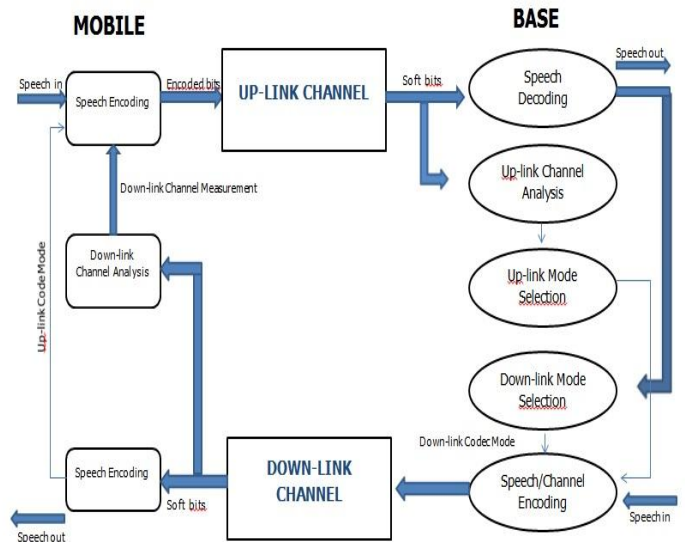 MOBILE
BASE
Speech in
Speech Encoding
Encoded bits
UP-LINK CHANNEL
Soft bits
Speech
Decoding
Speech out
Up-link Channel
Analysis
Down-link Channel Measurement
Down-link
Channel Analysis
Up-link Code Mode
Up-link Mode
Selection
Down-link Mode
Selection
Down-link Codec Mode
Speech Encoding
Soft bits
DOWN-LINK
CHANNEL
Speech/Channel
Encoding
Speech in
Speech out